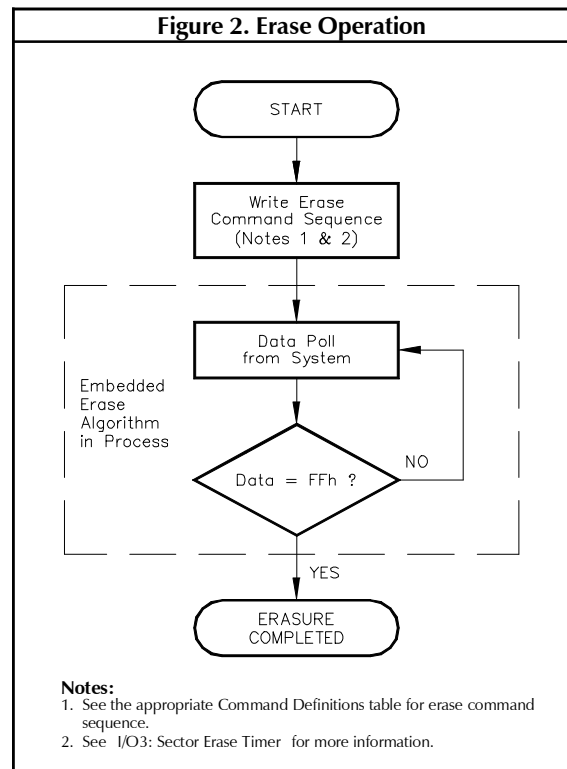 Figure 2. Erase Operation
START
Write Erase
Command Sequence
(Notes 1 & 2)
Data Poll
from System
Embedded
Erase
Algorithm
in Process
Data = FFh ?
NO
YES
ERASURE
COMPLETED
Notes:
1. See the appropriate Command Definitions table for erase command
sequence.
2. See I/O3: Sector Erase Timer for more information.